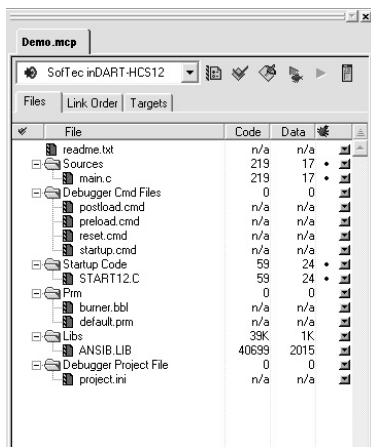 Demo.mcp
SofTec inDART-HCS12
Files Link Order Targets
File Code Data
readme.txt n/a n/a
Sources 219 17
main.c 219 17
Debugger Cmd Files 0 0
postload.cmd n/a n/a
preload.cmd n/a n/a
reset.cmd n/a n/a
startup.cmd n/a n/a
Startup Code 59 24
START12.C 59 24
Prm 0 0
burner.bbl n/a n/a
default.prm n/a n/a
Libs 39K 1K
ANSIB.LIB 40699 2015
Debugger Project File 0 0
project.ini n/a n/a